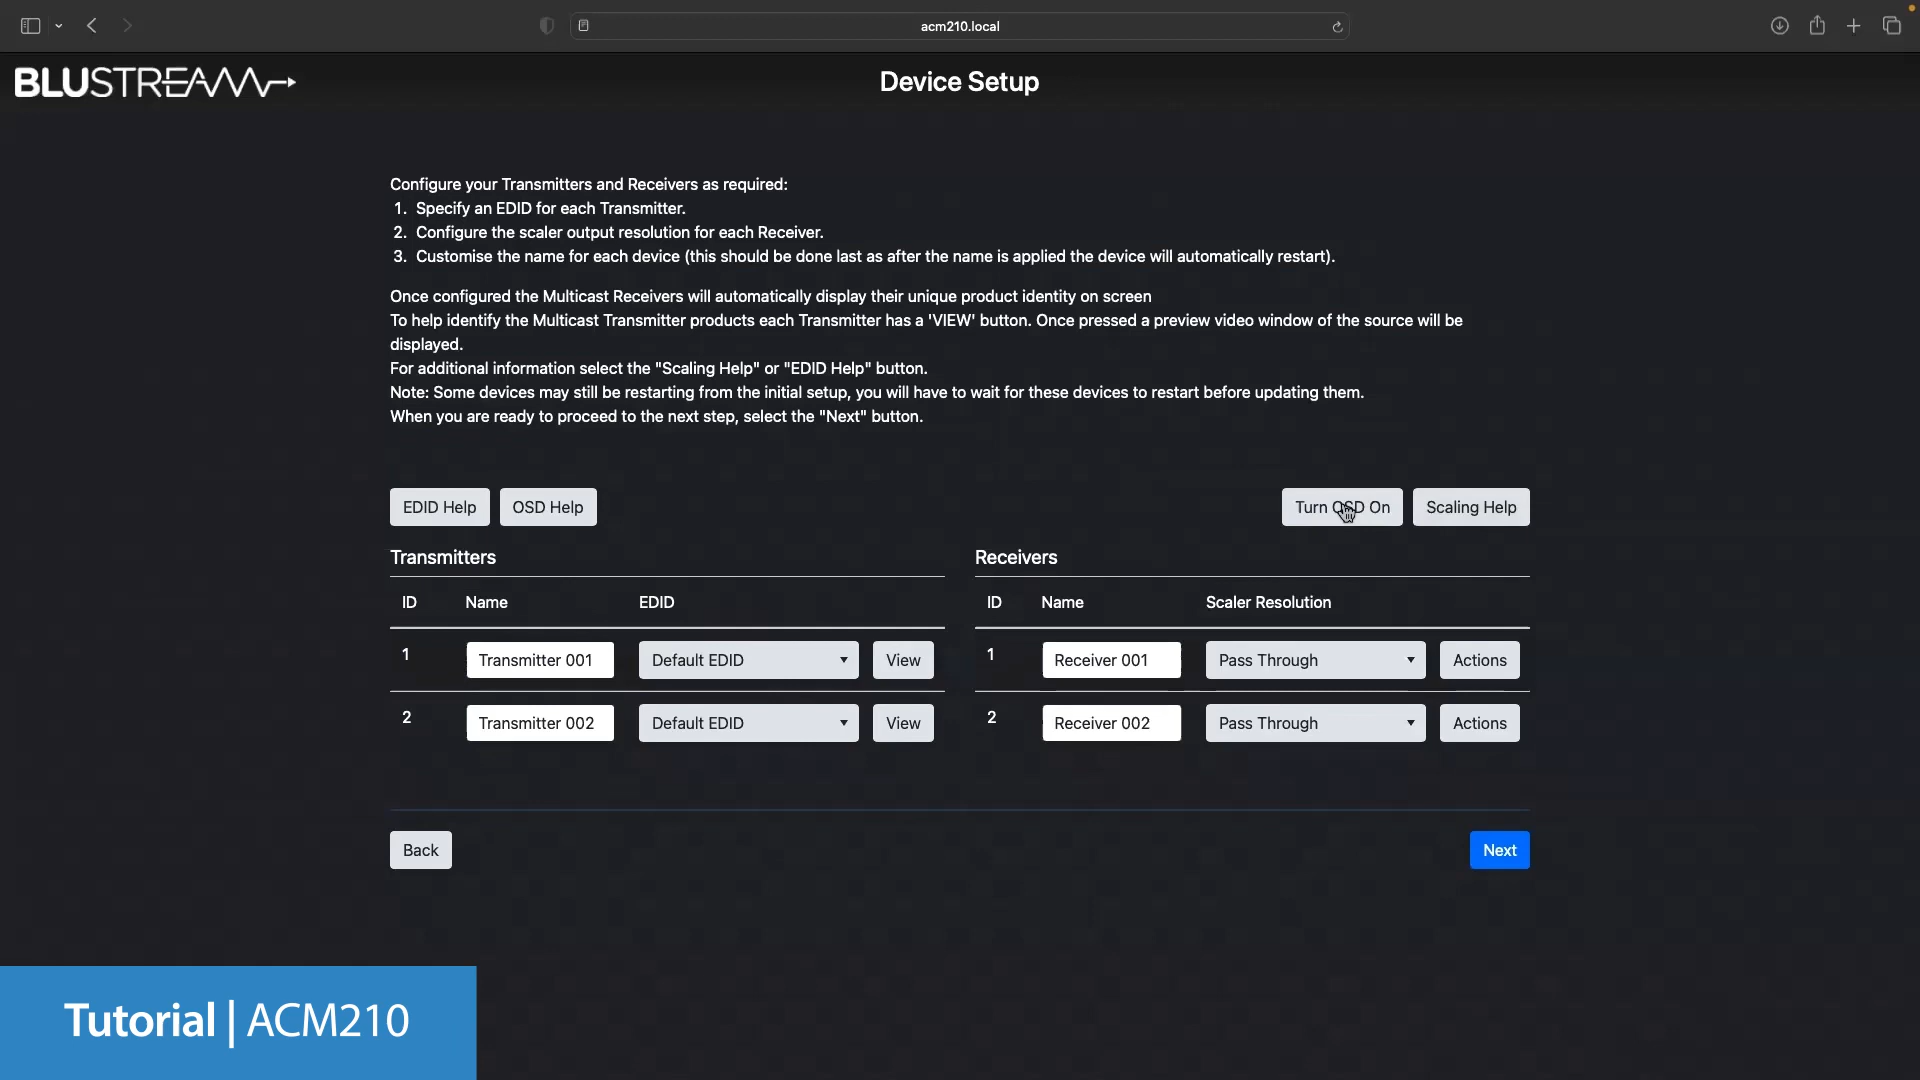 acm210.local
BLUSTREAM
Device Setup
Configure your Transmitters and Receivers as required:
1. Specify an EDID for each Transmitter.
2. Configure the scaler output resolution for each Receiver.
3. Customise the name for each device (this should be done last as after the name is applied the device will automatically restart).
Once configured the Multicast Receivers will automatically display their unique product identity on screen
To help identify the Multicast Transmitter products each Transmitter has a 'VIEW' button. Once pressed a preview video window of the source will be
displayed.
For additional information select the "Scaling Help" or "EDID Help" button.
Note: Some devices may still be restarting from the initial setup, you will have to wait for these devices to restart before updating them.
When you are ready to proceed to the next step, select the "Next" button.
EDID Help OSD Help Turn OSD On Scaling Help
Transmitters Receivers
ID Name EDID ID Name Scaler Resolution
1 Transmitter 001 Default EDID View 1 Receiver 001 Pass Through Actions
2 Transmitter 002 Default EDID View 2 Receiver 002 Pass Through Actions
Back Next
Tutorial | ACM210